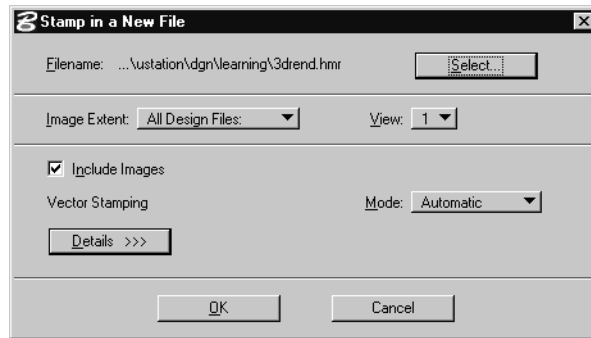 Stamp in a New File
Filename: ...\ustation\dgn\learning\3drend.hmr Select...
Image Extent: All Design Files: View: 1
Include Images
Vector Stamping Mode: Automatic
Details >>>
OK Cancel